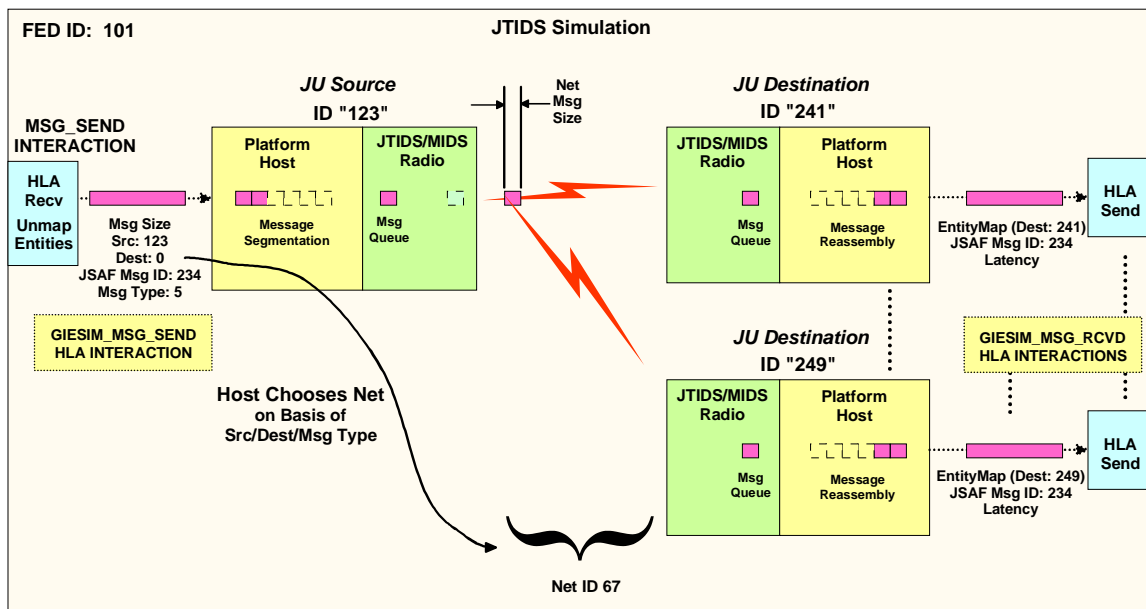 FED ID: 101
JTIDS Simulation
JU Source
ID "123"
Net
Msg
Size
JU Destination
ID "241"
MSG_SEND
INTERACTION
HLA
Recv
Unmap
Entities
Msg Size
Src: 123
Dest: 0
JSAF Msg ID: 234
Msg Type: 5
Platform
Host
Message
Segmentation
JTIDS/MIDS
Radio
Msg
Queue
JTIDS/MIDS
Radio
Msg
Queue
Platform
Host
Message
Reassembly
EntityMap (Dest: 241)
JSAF Msg ID: 234
Latency
HLA
Send
GIESIM_MSG_SEND
HLA INTERACTION
GIESIM_MSG_RCVD
HLA INTERACTIONS
Host Chooses Net
on Basis of
Src/Dest/Msg Type
JU Destination
ID "249"
JTIDS/MIDS
Radio
Msg
Queue
Platform
Host
Message
Reassembly
EntityMap (Dest: 249)
JSAF Msg ID: 234
Latency
HLA
Send
Net ID 67